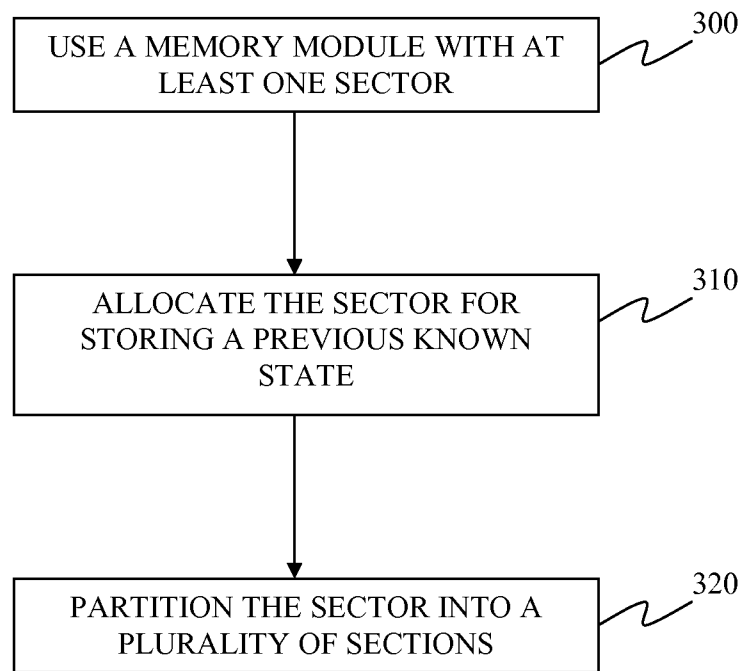 USE A MEMORY MODULE WITH AT
LEAST ONE SECTOR
300
ALLOCATE THE SECTOR FOR
STORING A PREVIOUS KNOWN
STATE
310
PARTITION THE SECTOR INTO A
PLURALITY OF SECTIONS
320